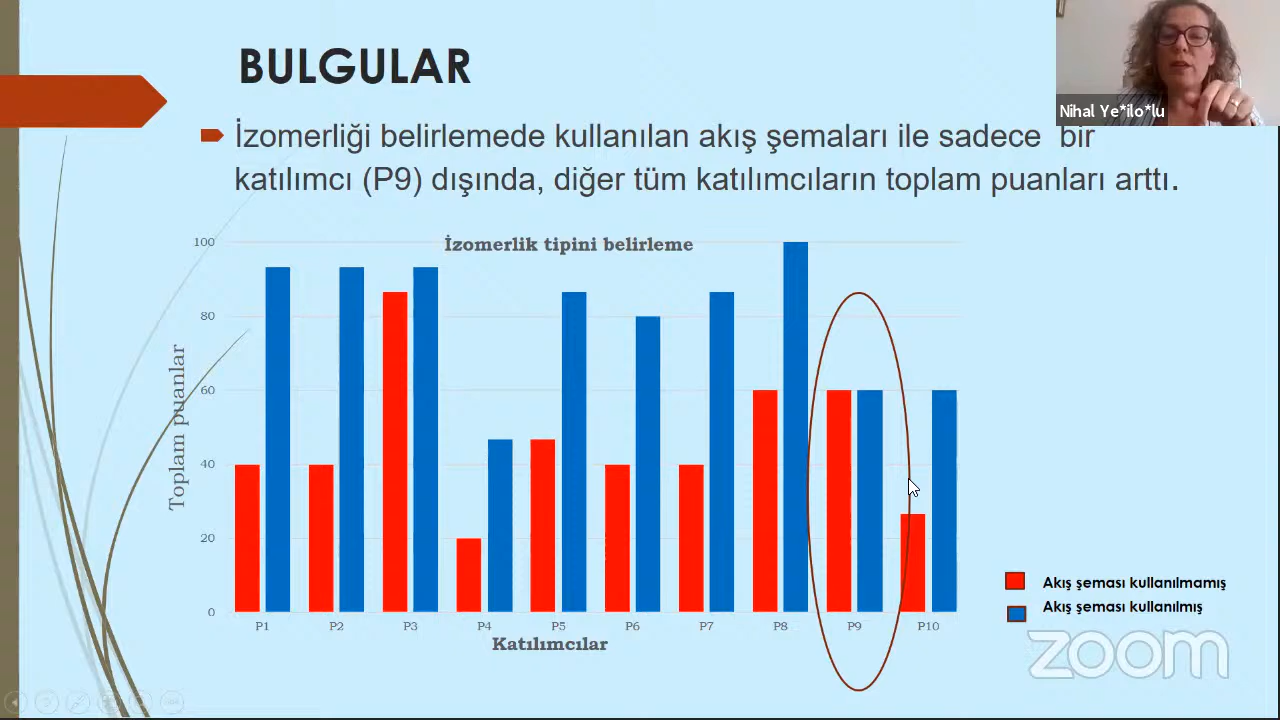 BULGULAR
Nihal Ye*ilo*lu
İzomerliği belirlemede kullanılan akış şemaları ile sadece bir
katılımcı (P9) dışında, diğer tüm katılımcıların toplam puanları arttı.
İzomerlik tipini belirleme
Toplam puanlar
100
80
60
40
20
0
P1 P2 P3 P4 P5 P6 P7 P8 P9 P10
Katılımcılar
Akış şeması kullanılmamış
Akış şeması kullanılmış
zoom